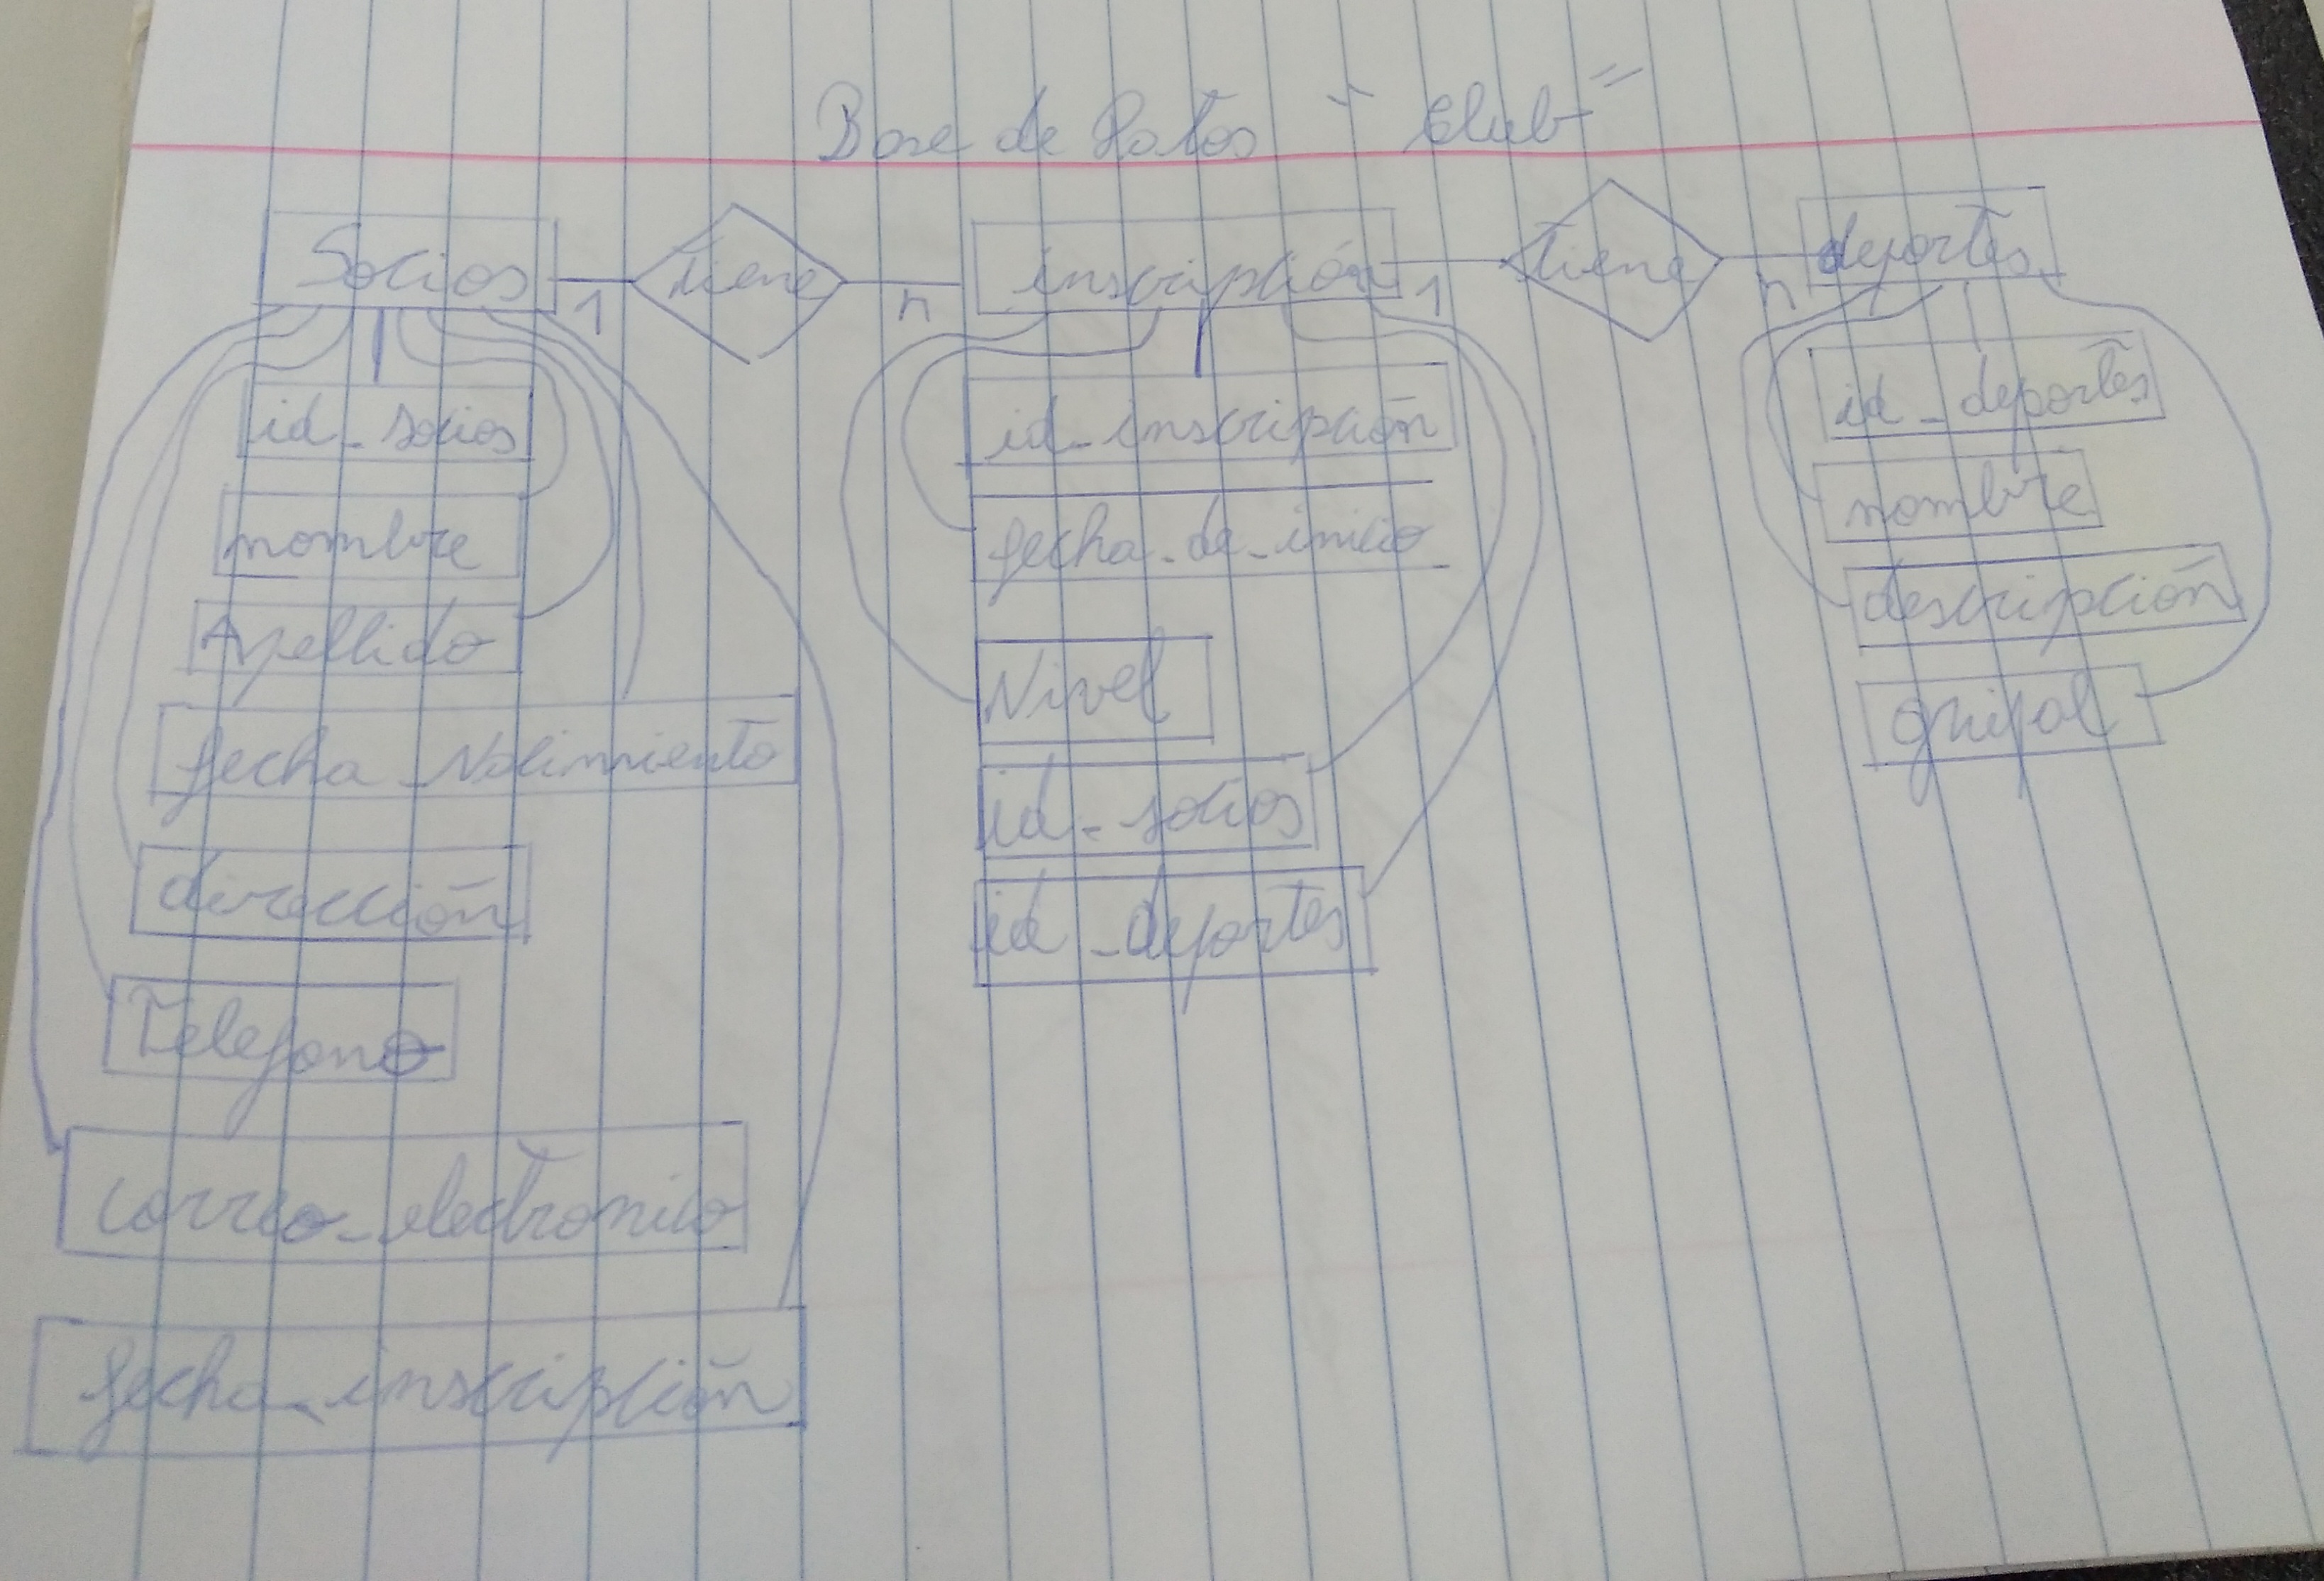 Base de Datos " Club "
Socios 1 tiene n inscripción 1 tiene n deportes
id_socios
nombre
Apellido
fecha_Nacimiento
dirección
Telefono
correo_electronico
fecha_inscripción
id_inscripción
fecha_de_inicio
Nivel
id_socios
id_deportes
id_deportes
nombre
descripción